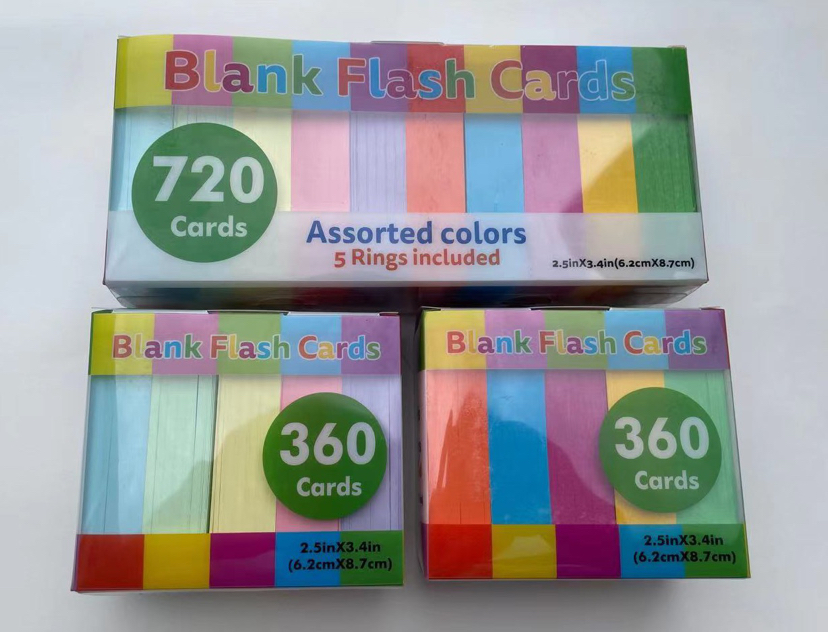 Blank Flash Cards
720
Cards
Assorted colors
5 Rings included
2.5inX3.4in(6.2cmX8.7cm)
Blank Flash Cards
360
Cards
2.5inX3.4in
(6.2cmX8.7cm)
Blank Flash Cards
360
Cards
2.5inX3.4in
(6.2cmX8.7cm)